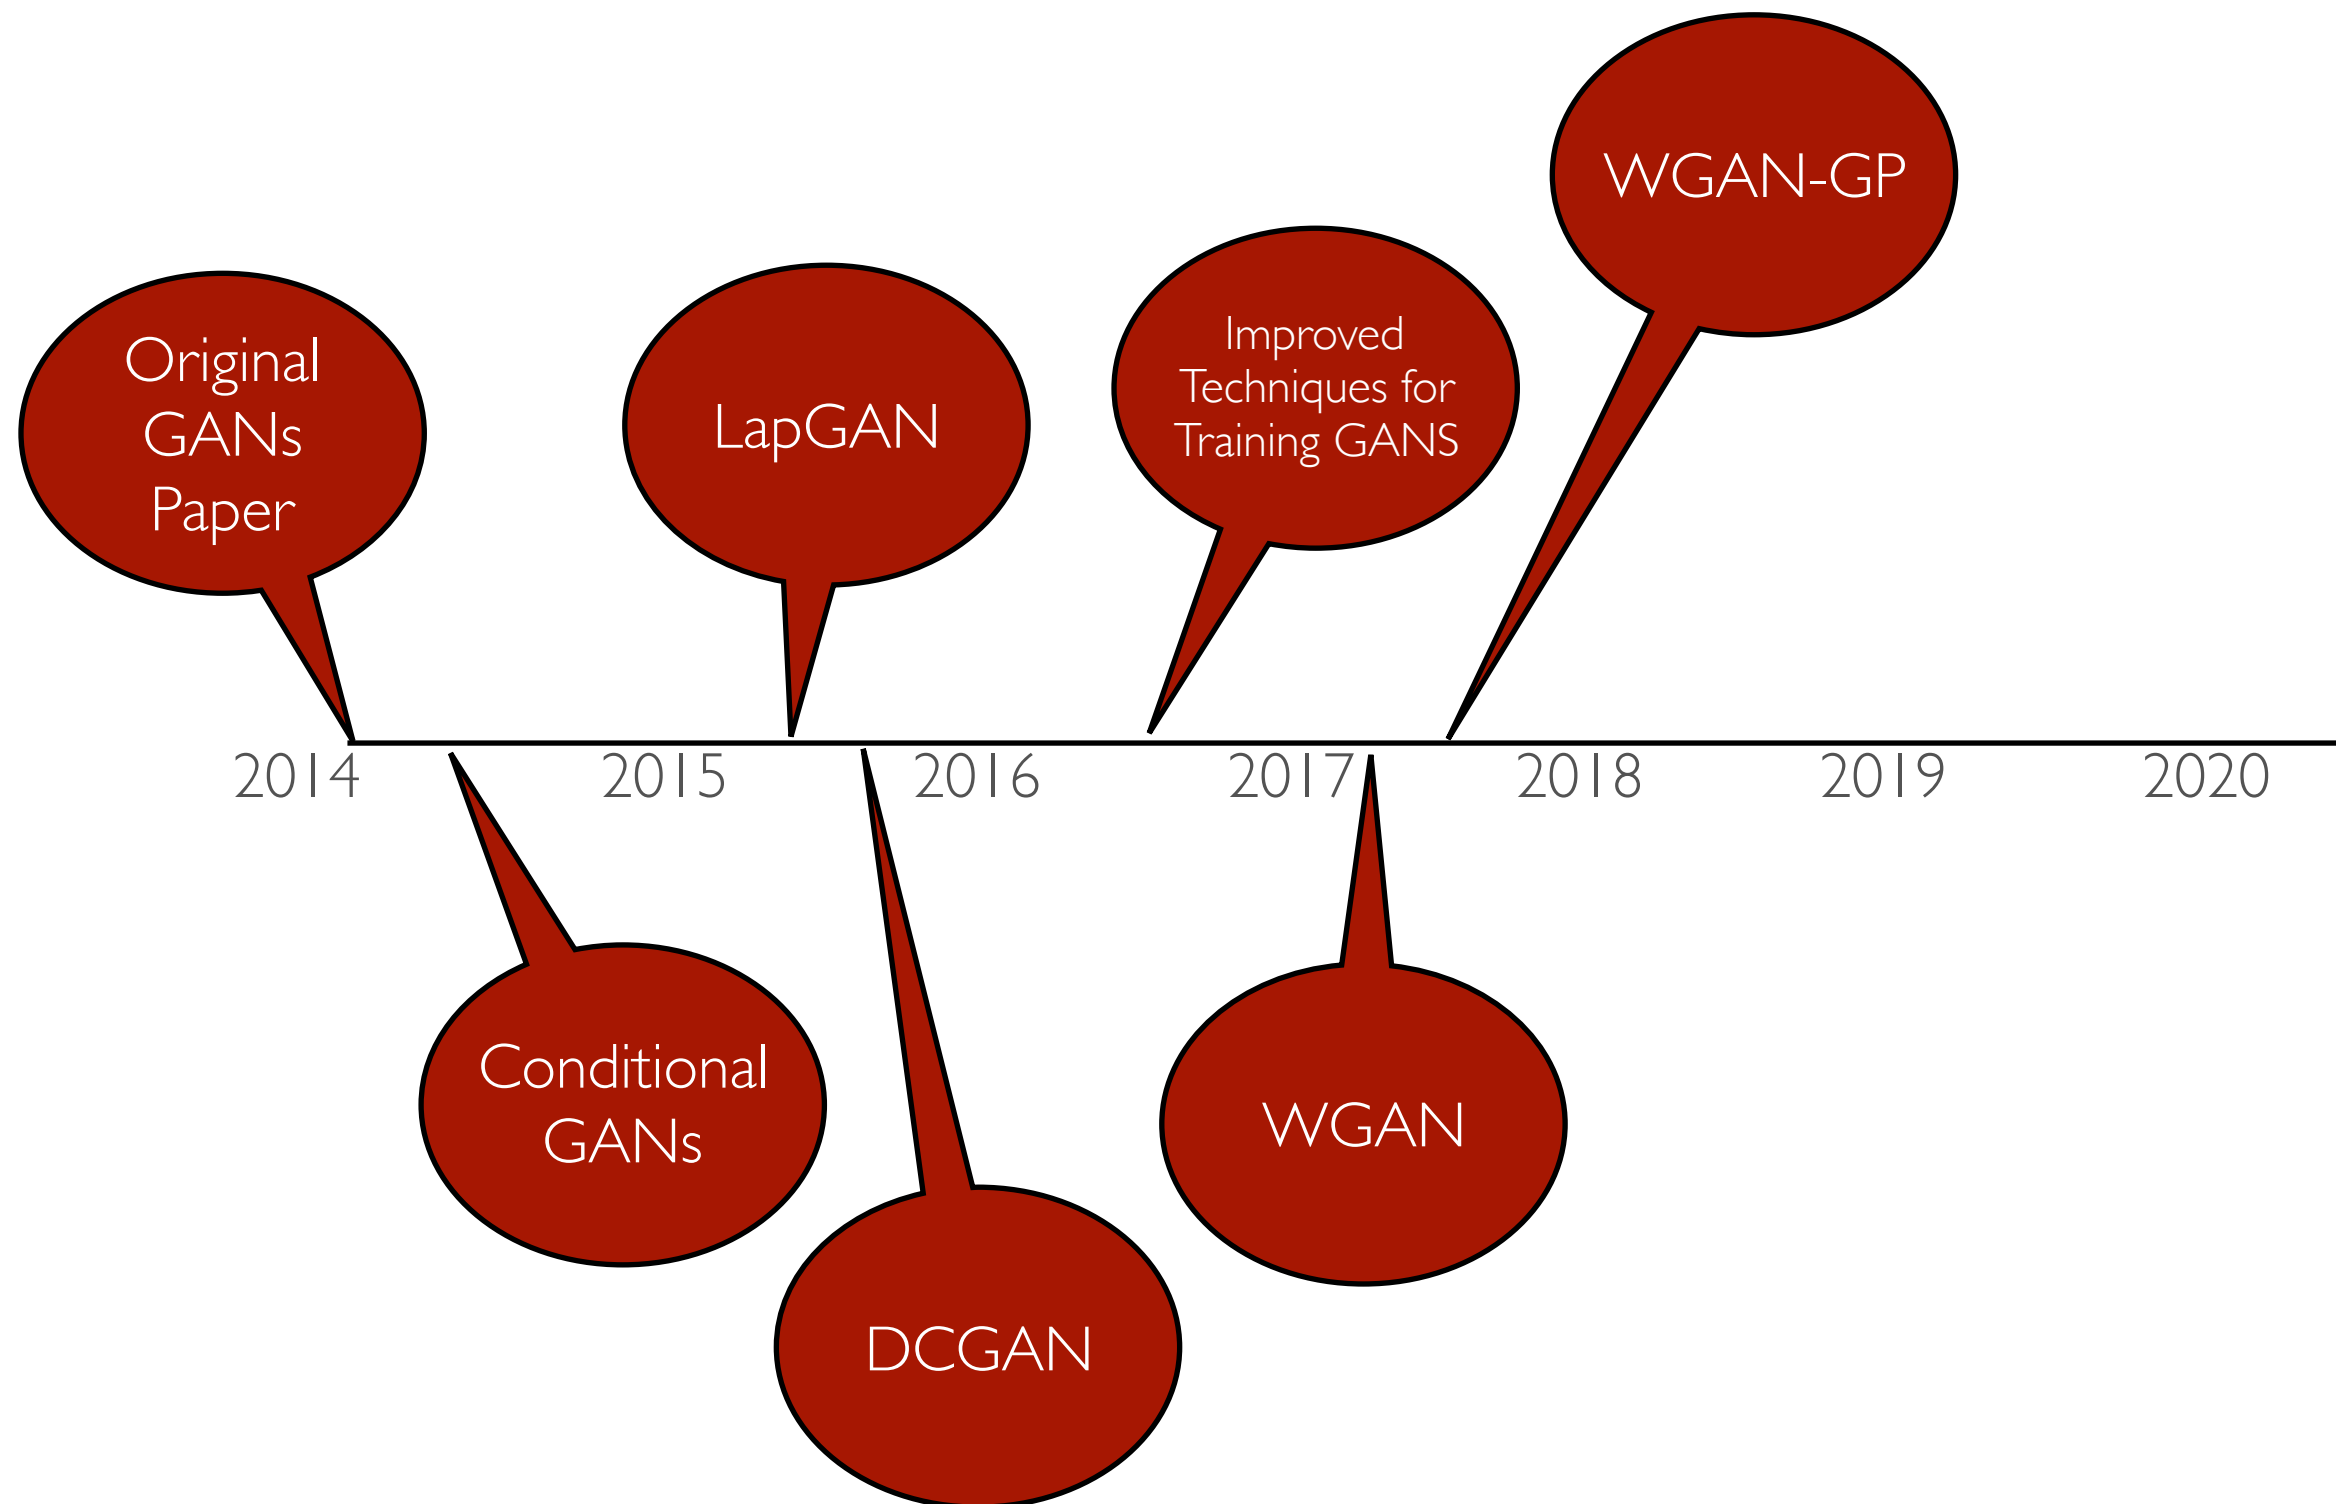 WGAN-GP
Original
GANs
Paper
LapGAN
Improved
Techniques for
Training GANS
2014
2015
2016
2017
2018
2019
2020
Conditional
GANs
WGAN
DCGAN